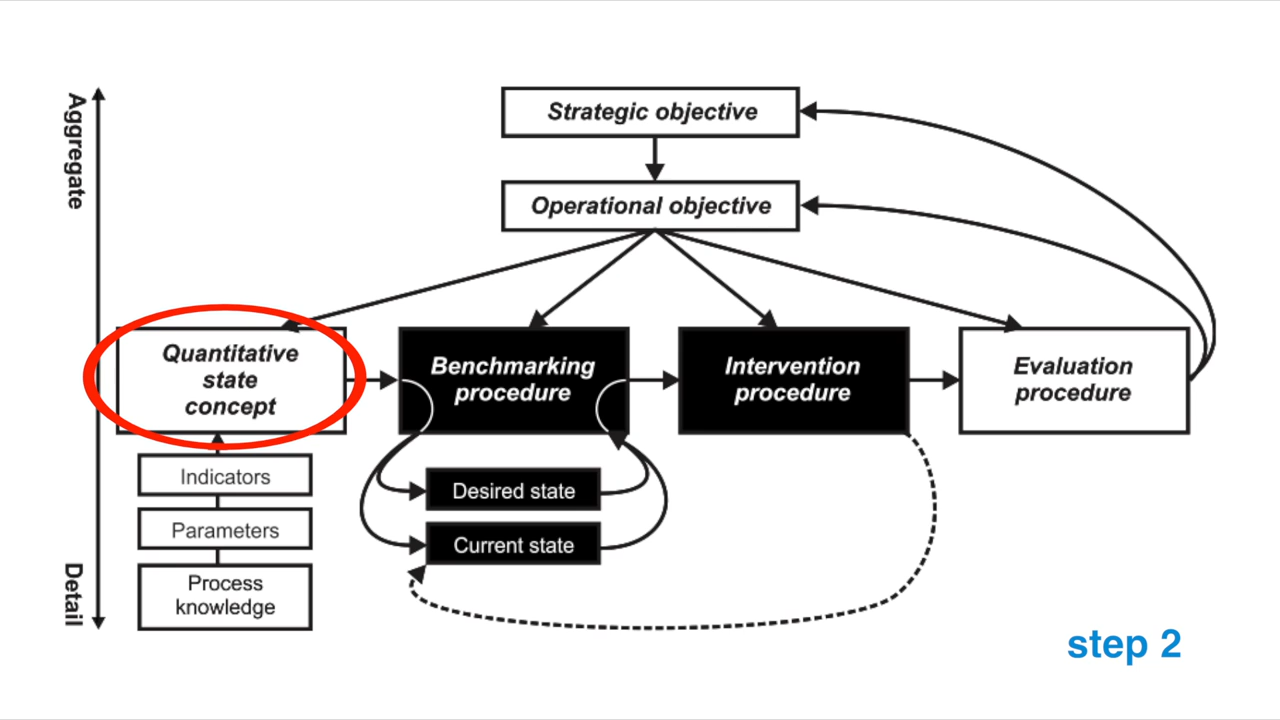 Aggregate
Strategic objective
Operational objective
Quantitative
state
concept
Benchmarking
procedure
Intervention
procedure
Evaluation
procedure
Indicators
Parameters
Process
knowledge
Desired state
Current state
Detail
step 2